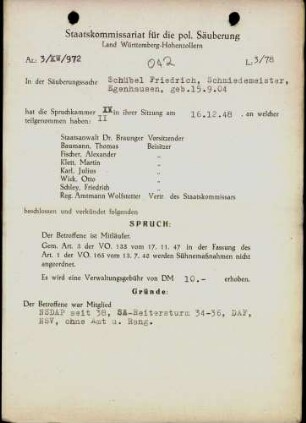 Staatskommissariat für die pol. Säuberung
Land Württemberg-Hohenzollern
Az: 3/XV/972 042 L 3/78
In der Säuberungssache Schübel Friedrich, Schmiedemeister,
Egenhausen, geb.15.9.04
hat die Spruchkammer IX in ihrer Sitzung am 16.12.48. an welcher
teilgenommen haben: II
Staatsanwalt Dr. Braunger Vorsitzender
Baumann, Thomas Beisitzer
Fischer, Alexander "
Klett, Martin "
Karl, Julius "
Wick, Otto "
Schley, Friedrich "
Reg. Amtmann Wolfstetter Vertr. des Staatskommissars
beschlossen und verkündet folgenden
SPRUCH:
Der Betroffene ist Mitläufer.
Gem. Art. 3 der VO. 133 vom 17. 11. 47 in der Fassung des
Art. 1 der VO. 165 vom 13. 7. 48 werden Sühnemaßnahmen nicht
angeordnet.
Es wird eine Verwaltungsgebühr von DM 10.- erhoben.
Gründe:
Der Betroffene war Mitglied
NSDAP seit 38, SA-Reitersturm 34-36, DAF,
NSV, ohne Amt u. Rang.